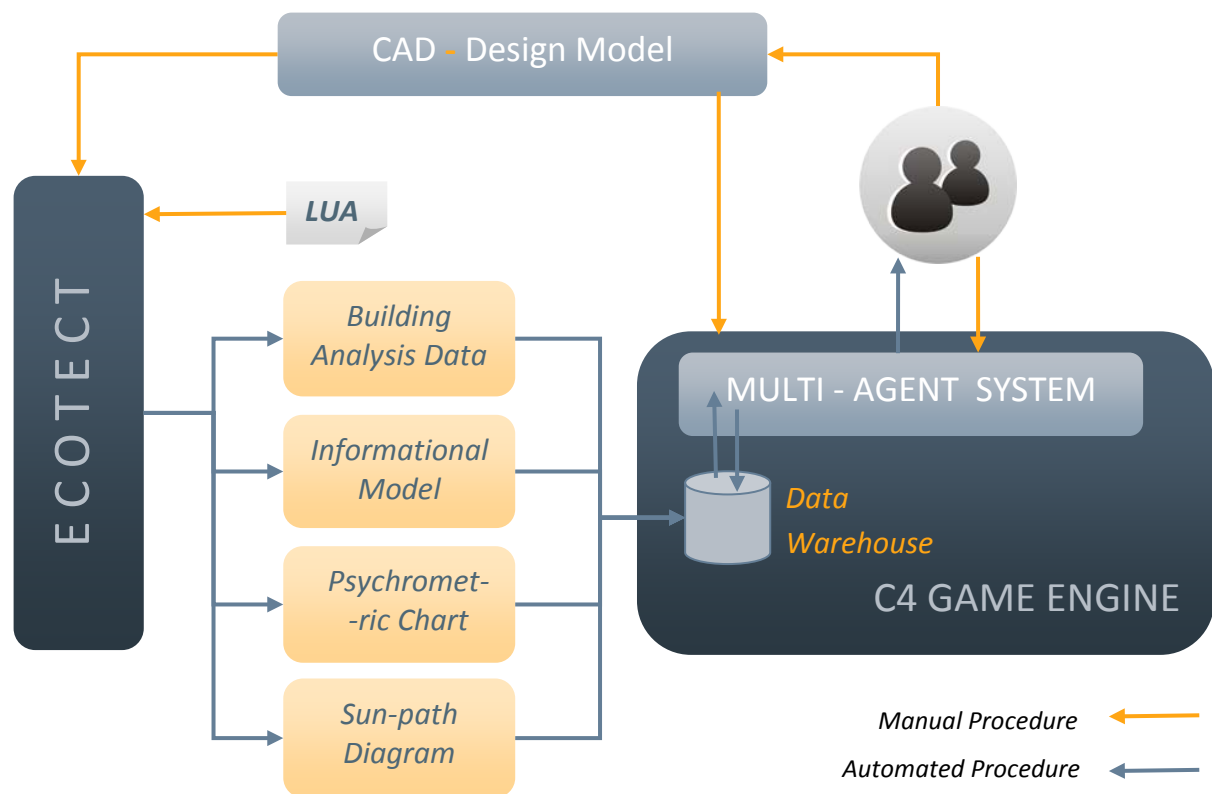 CAD - Design Model
ECOTECT
LUA
Building
Analysis Data
Informational
Model
Psychromet-
-ric Chart
Sun-path
Diagram
MULTI - AGENT SYSTEM
Data
Warehouse
C4 GAME ENGINE
Manual Procedure
Automated Procedure